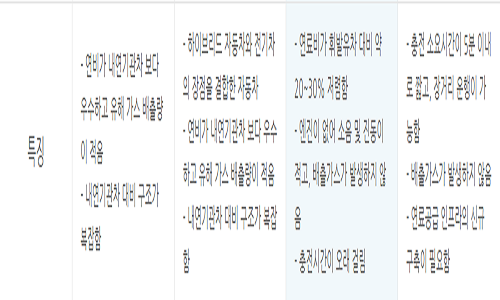 특징
- 연비가 내연기관차 보다
우수하고 유해 가스 배출량
이 적음
- 내연기관차 대비 구조가
복잡함
- 하이브리드 자동차와 전기차
의 장점을 결합한 자동차
- 연비가 내연기관차 보다 우수
하고 유해 가스 배출량이 적음
- 내연기관차 대비 구조가 복잡
함
- 연료비가 휘발유차 대비 약
20~30% 저렴함
- 엔진이 없어 소음 및 진동이
적고, 배출가스가 발생하지 않
음
- 충전시간이 오래 걸림
- 충전 소요시간이 5분 이내
로 짧고, 장거리 운행이 가
능함
- 배출가스가 발생하지 않음
- 연료공급 인프라의 신규
구축이 필요함